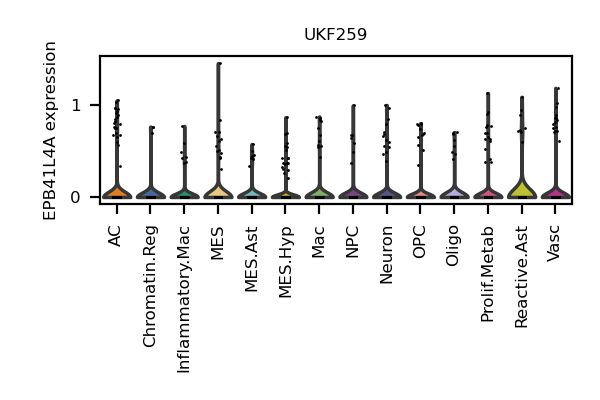 UKF259
EPB41L4A expression
1
0
AC
Chromatin.Reg
Inflammatory.Mac
MES
MES.Ast
MES.Hyp
Mac
NPC
Neuron
OPC
Oligo
Prolif.Metab
Reactive.Ast
Vasc